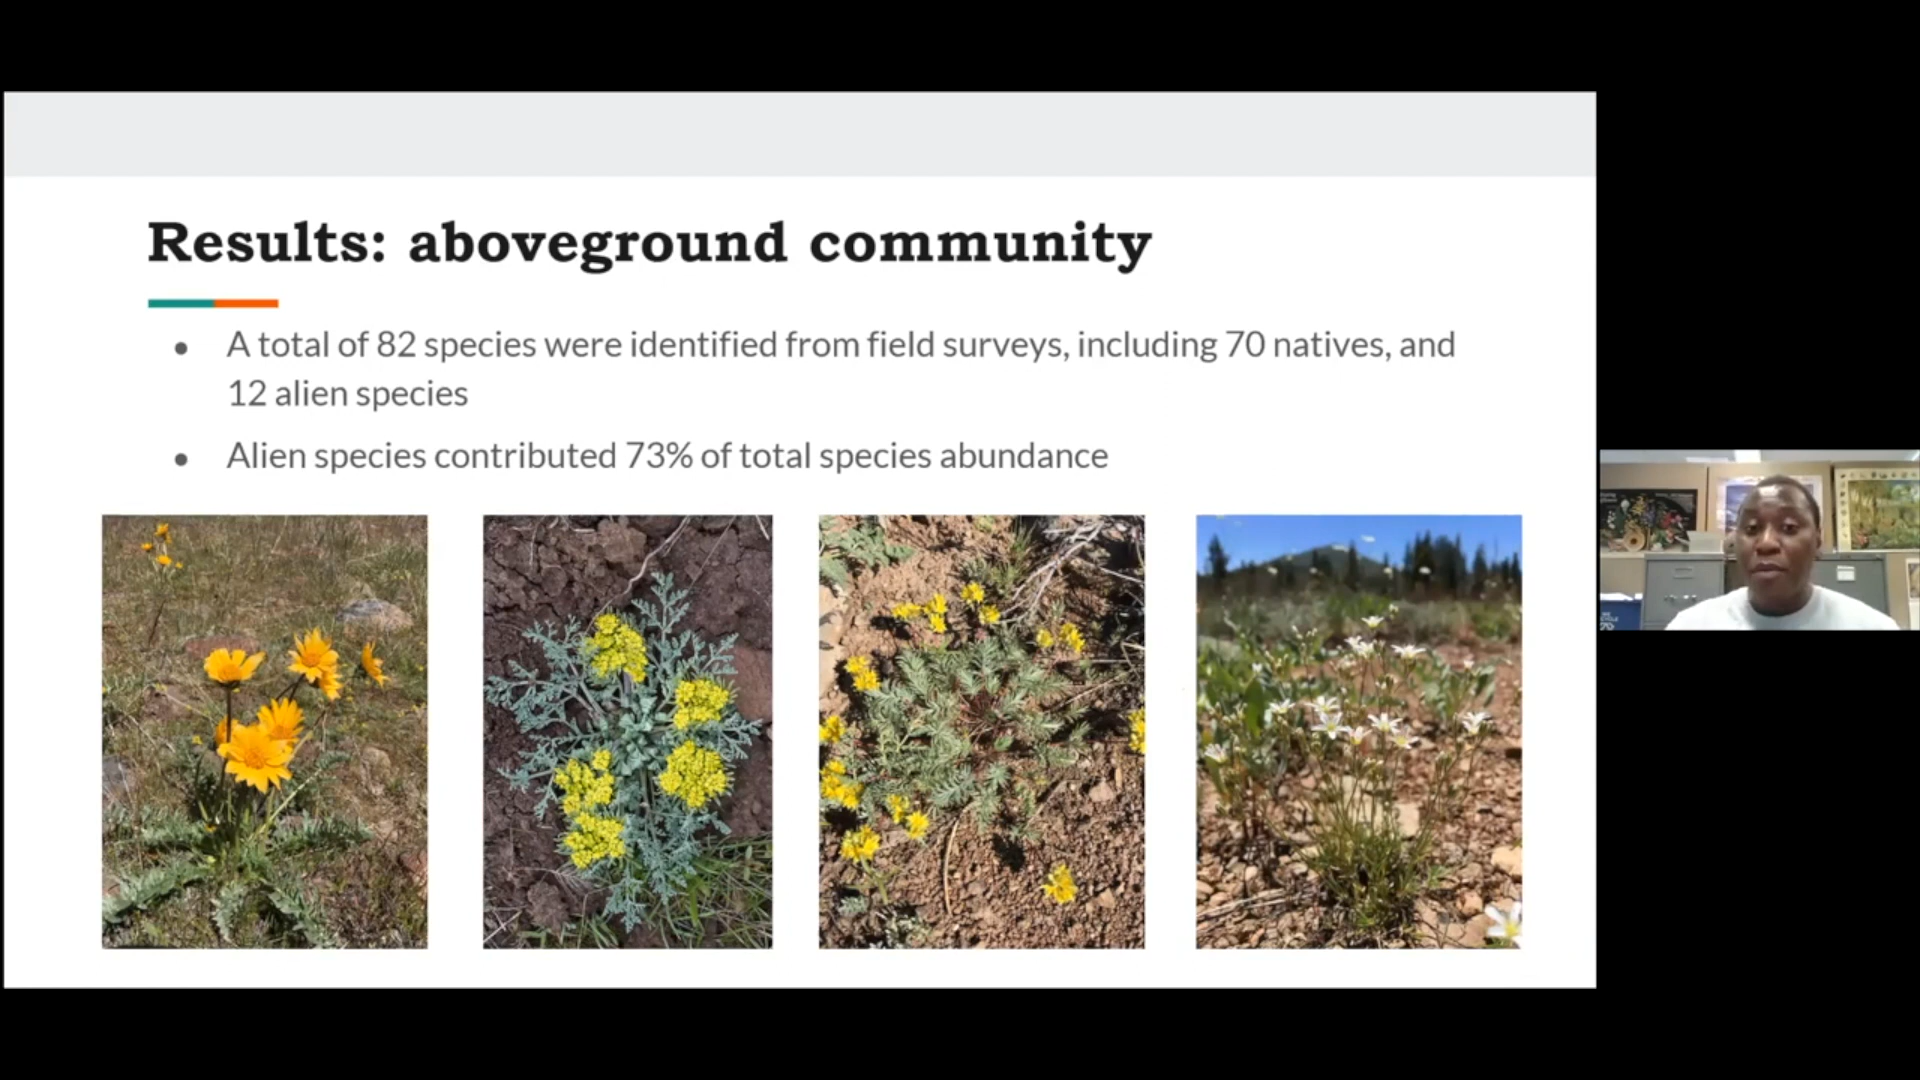 Results: aboveground community
● A total of 82 species were identified from field surveys, including 70 natives, and
12 alien species
● Alien species contributed 73% of total species abundance